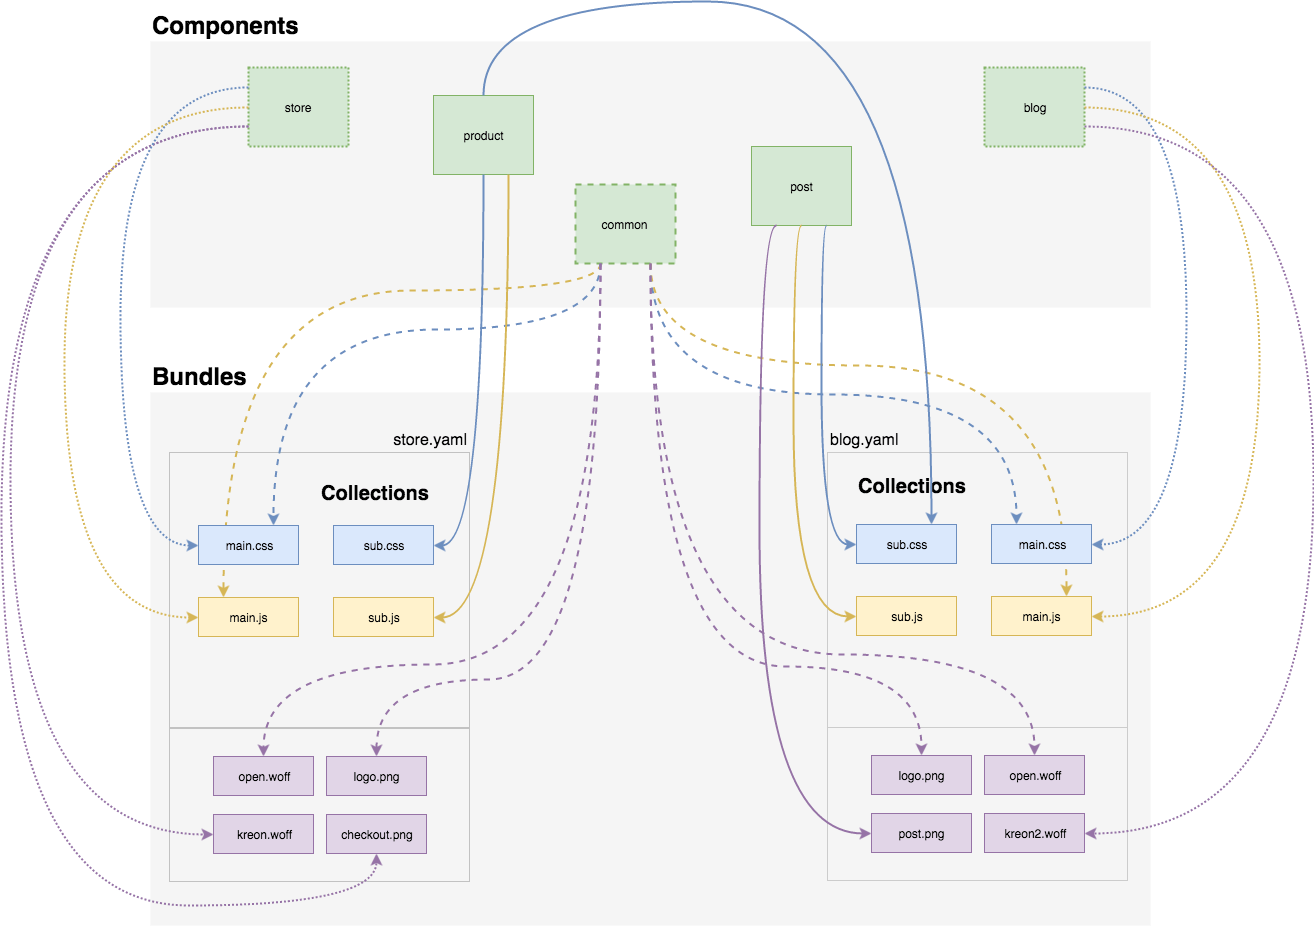 Components
store
blog
product
post
common
Bundles
store.yaml
Collections
main.css
sub.css
main.js
sub.js
open.woff
logo.png
kreon.woff
checkout.png
blog.yaml
Collections
sub.css
main.css
sub.js
main.js
logo.png
open.woff
post.png
kreon2.woff